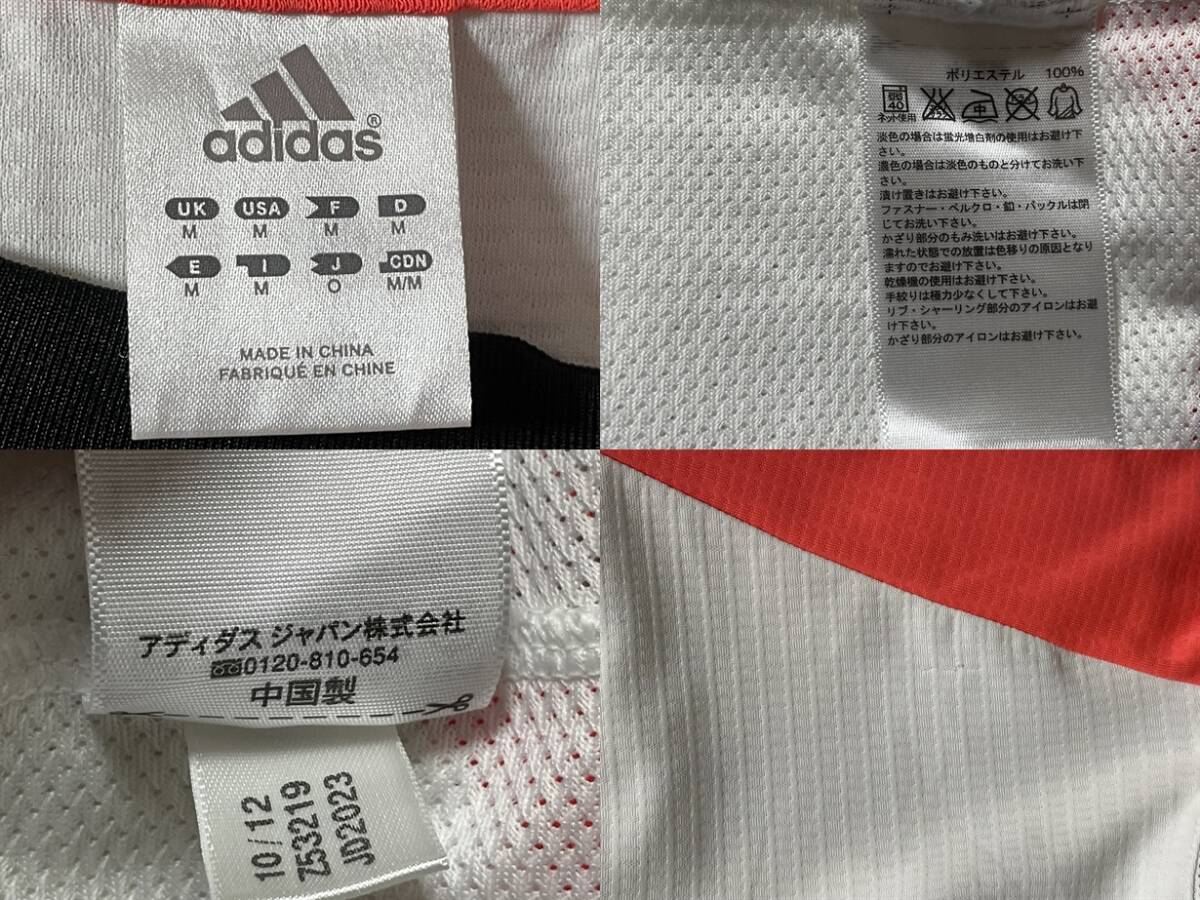 adidas®
UK USA F D
M M M M
E I J CDN
M M O M/M
MADE IN CHINA
FABRIQUÉ EN CHINE
ポリエステル 100%
40 中
ネット使用
淡色の場合は蛍光増白剤の使用はお避け下
さい。
濃色の場合は淡色のものと分けてお洗い下
さい。
漬け置きはお避け下さい。
ファスナー・ベルクロ・釦・バックルは閉
じてお洗い下さい。
かざり部分のもみ洗いはお避け下さい。
濡れた状態での放置は色移りの原因となり
ますのでお避け下さい。
乾燥機の使用はお避け下さい。
手絞りは極力少なくして下さい。
リブ・シャーリング部分のアイロンはお避
け下さい。
かざり部分のアイロンはお避け下さい。
アディダス ジャパン株式会社
0120-810-654
中国製
10/12
Z53219
JD2023